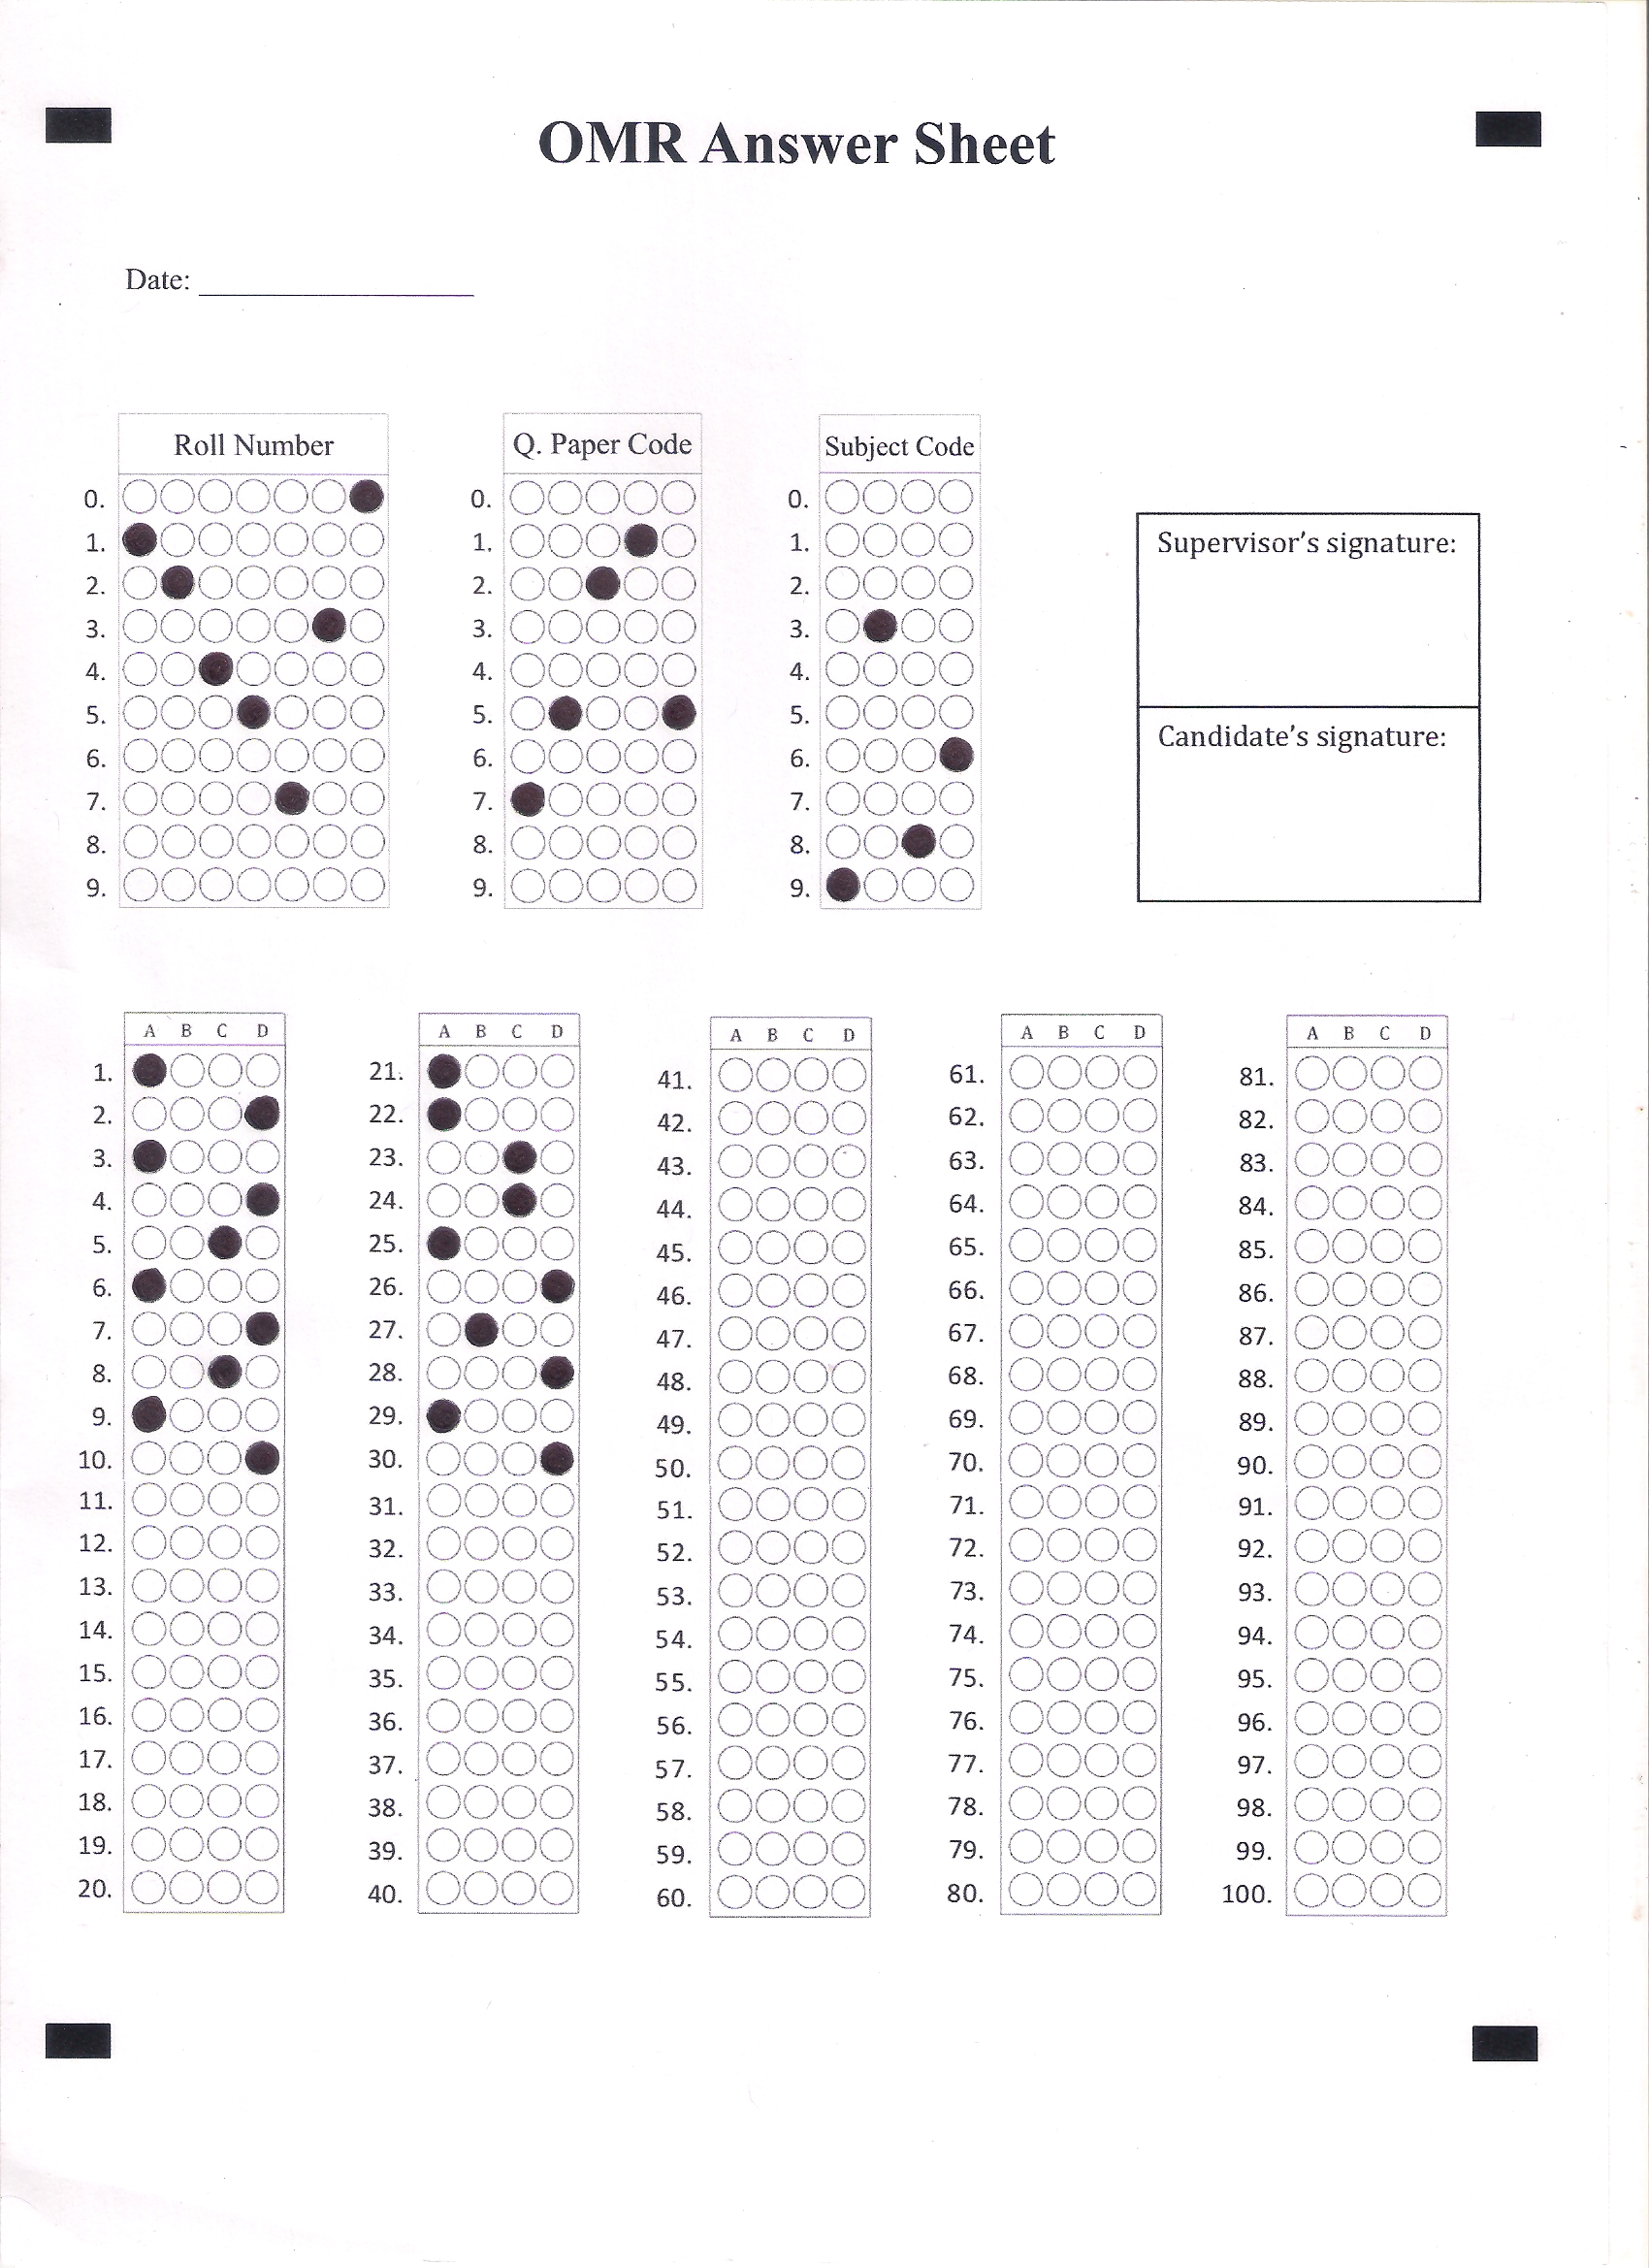 OMR Answer Sheet
Date:
Roll Number Q. Paper Code Subject Code
0. 0. 0.
1. 1. 1.
2. 2. 2.
3. 3. 3.
4. 4. 4.
5. 5. 5.
6. 6. 6.
7. 7. 7.
8. 8. 8.
9. 9. 9.
Supervisor's signature:
Candidate's signature:
A B C D A B C D A B C D A B C D A B C D
1. 21. 41. 61. 81.
2. 22. 42. 62. 82.
3. 23. 43. 63. 83.
4. 24. 44. 64. 84.
5. 25. 45. 65. 85.
6. 26. 46. 66. 86.
7. 27. 47. 67. 87.
8. 28. 48. 68. 88.
9. 29. 49. 69. 89.
10. 30. 50. 70. 90.
11. 31. 51. 71. 91.
12. 32. 52. 72. 92.
13. 33. 53. 73. 93.
14. 34. 54. 74. 94.
15. 35. 55. 75. 95.
16. 36. 56. 76. 96.
17. 37. 57. 77. 97.
18. 38. 58. 78. 98.
19. 39. 59. 79. 99.
20. 40. 60. 80. 100.